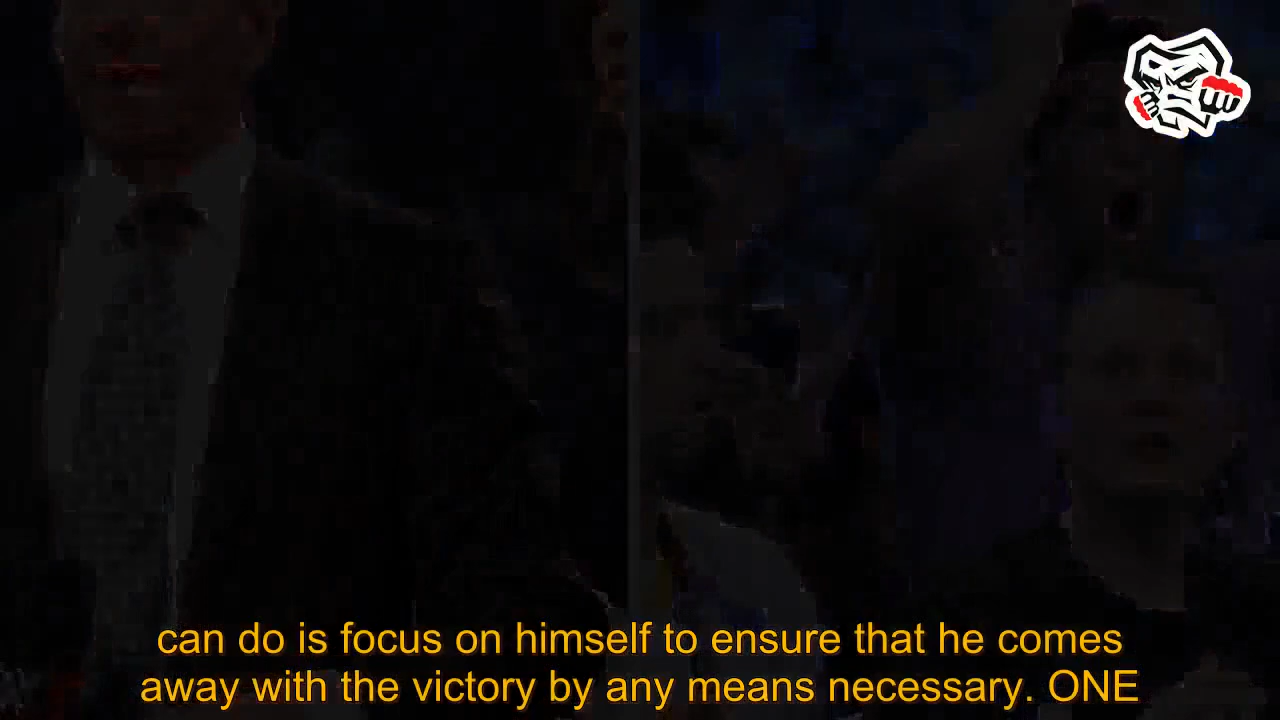 can do is focus on himself to ensure that he comes
away with the victory by any means necessary. ONE